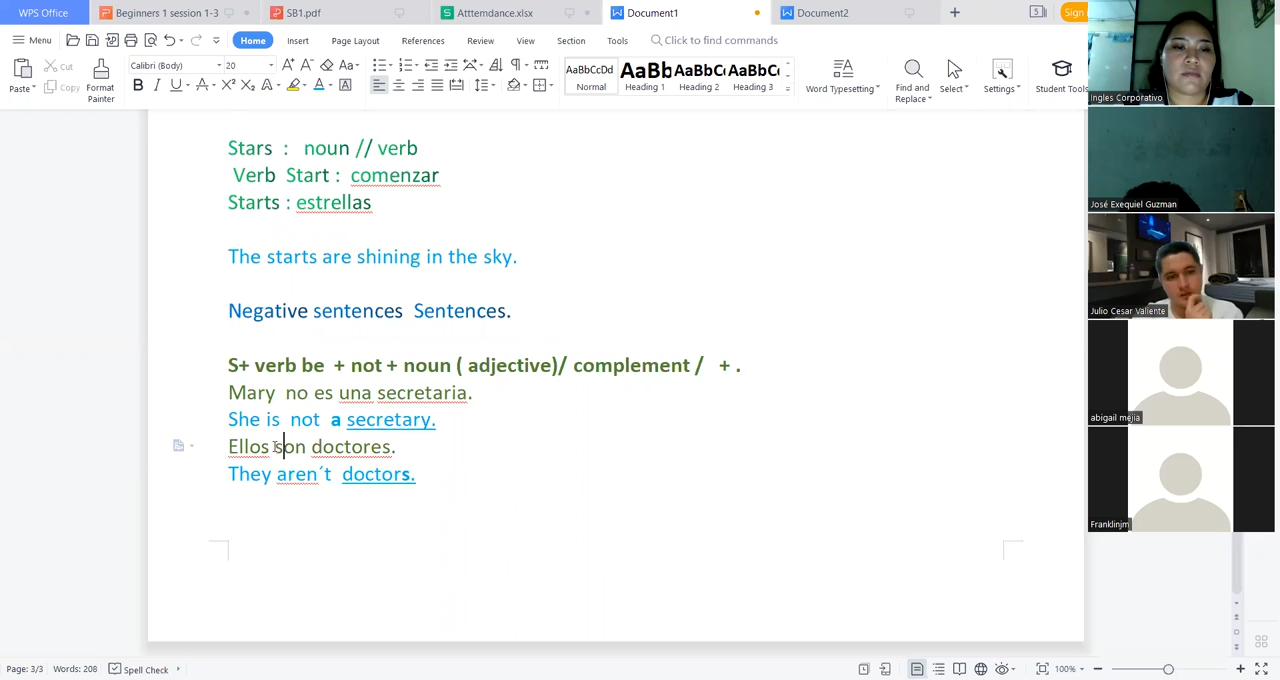 WPS Office
Beginners 1 session 1-3
SB1.pdf
Atttemdance.xlsx
Document1
Document2
+
5
Sign
Menu
Home
Insert
Page Layout
References
Review
View
Section
Tools
Click to find commands
Paste
Cut
Copy
Format
Painter
Calibri (Body)
20
AaBbCcDd
Normal
AaBb
Heading 1
AaBbC
Heading 2
AaBbC
Heading 3
Word Typesetting
Find and
Replace
Select
Settings
Student Tools
Stars : noun // verb
Verb Start : comenzar
Starts : estrellas
The starts are shining in the sky.
Negative sentences Sentences.
S+ verb be + not + noun ( adjective)/ complement / + .
Mary no es una secretaria.
She is not a secretary.
Ellos son doctores.
They aren´t doctors.
Ingles Corporativo
José Exequiel Guzman
Julio Cesar Valiente
abigail mejia
Franklinjm
Page: 3/3 Words: 208 Spell Check
100%